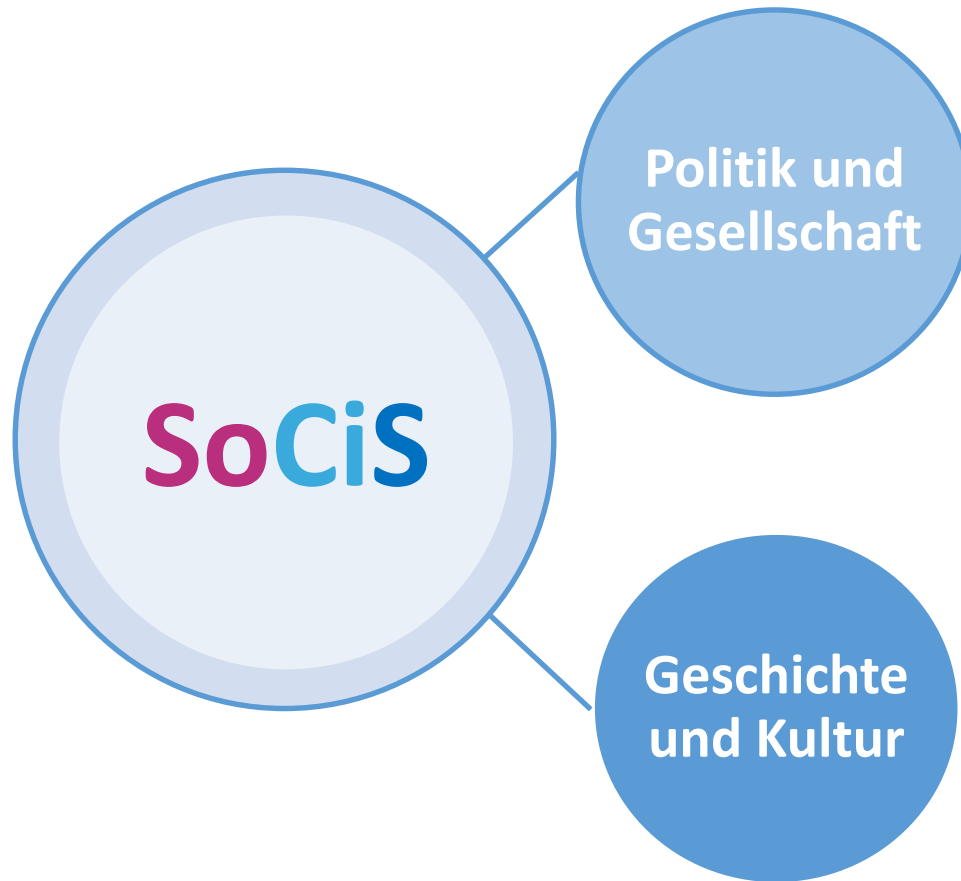 Politik und
Gesellschaft
SoCiS
Geschichte
und Kultur